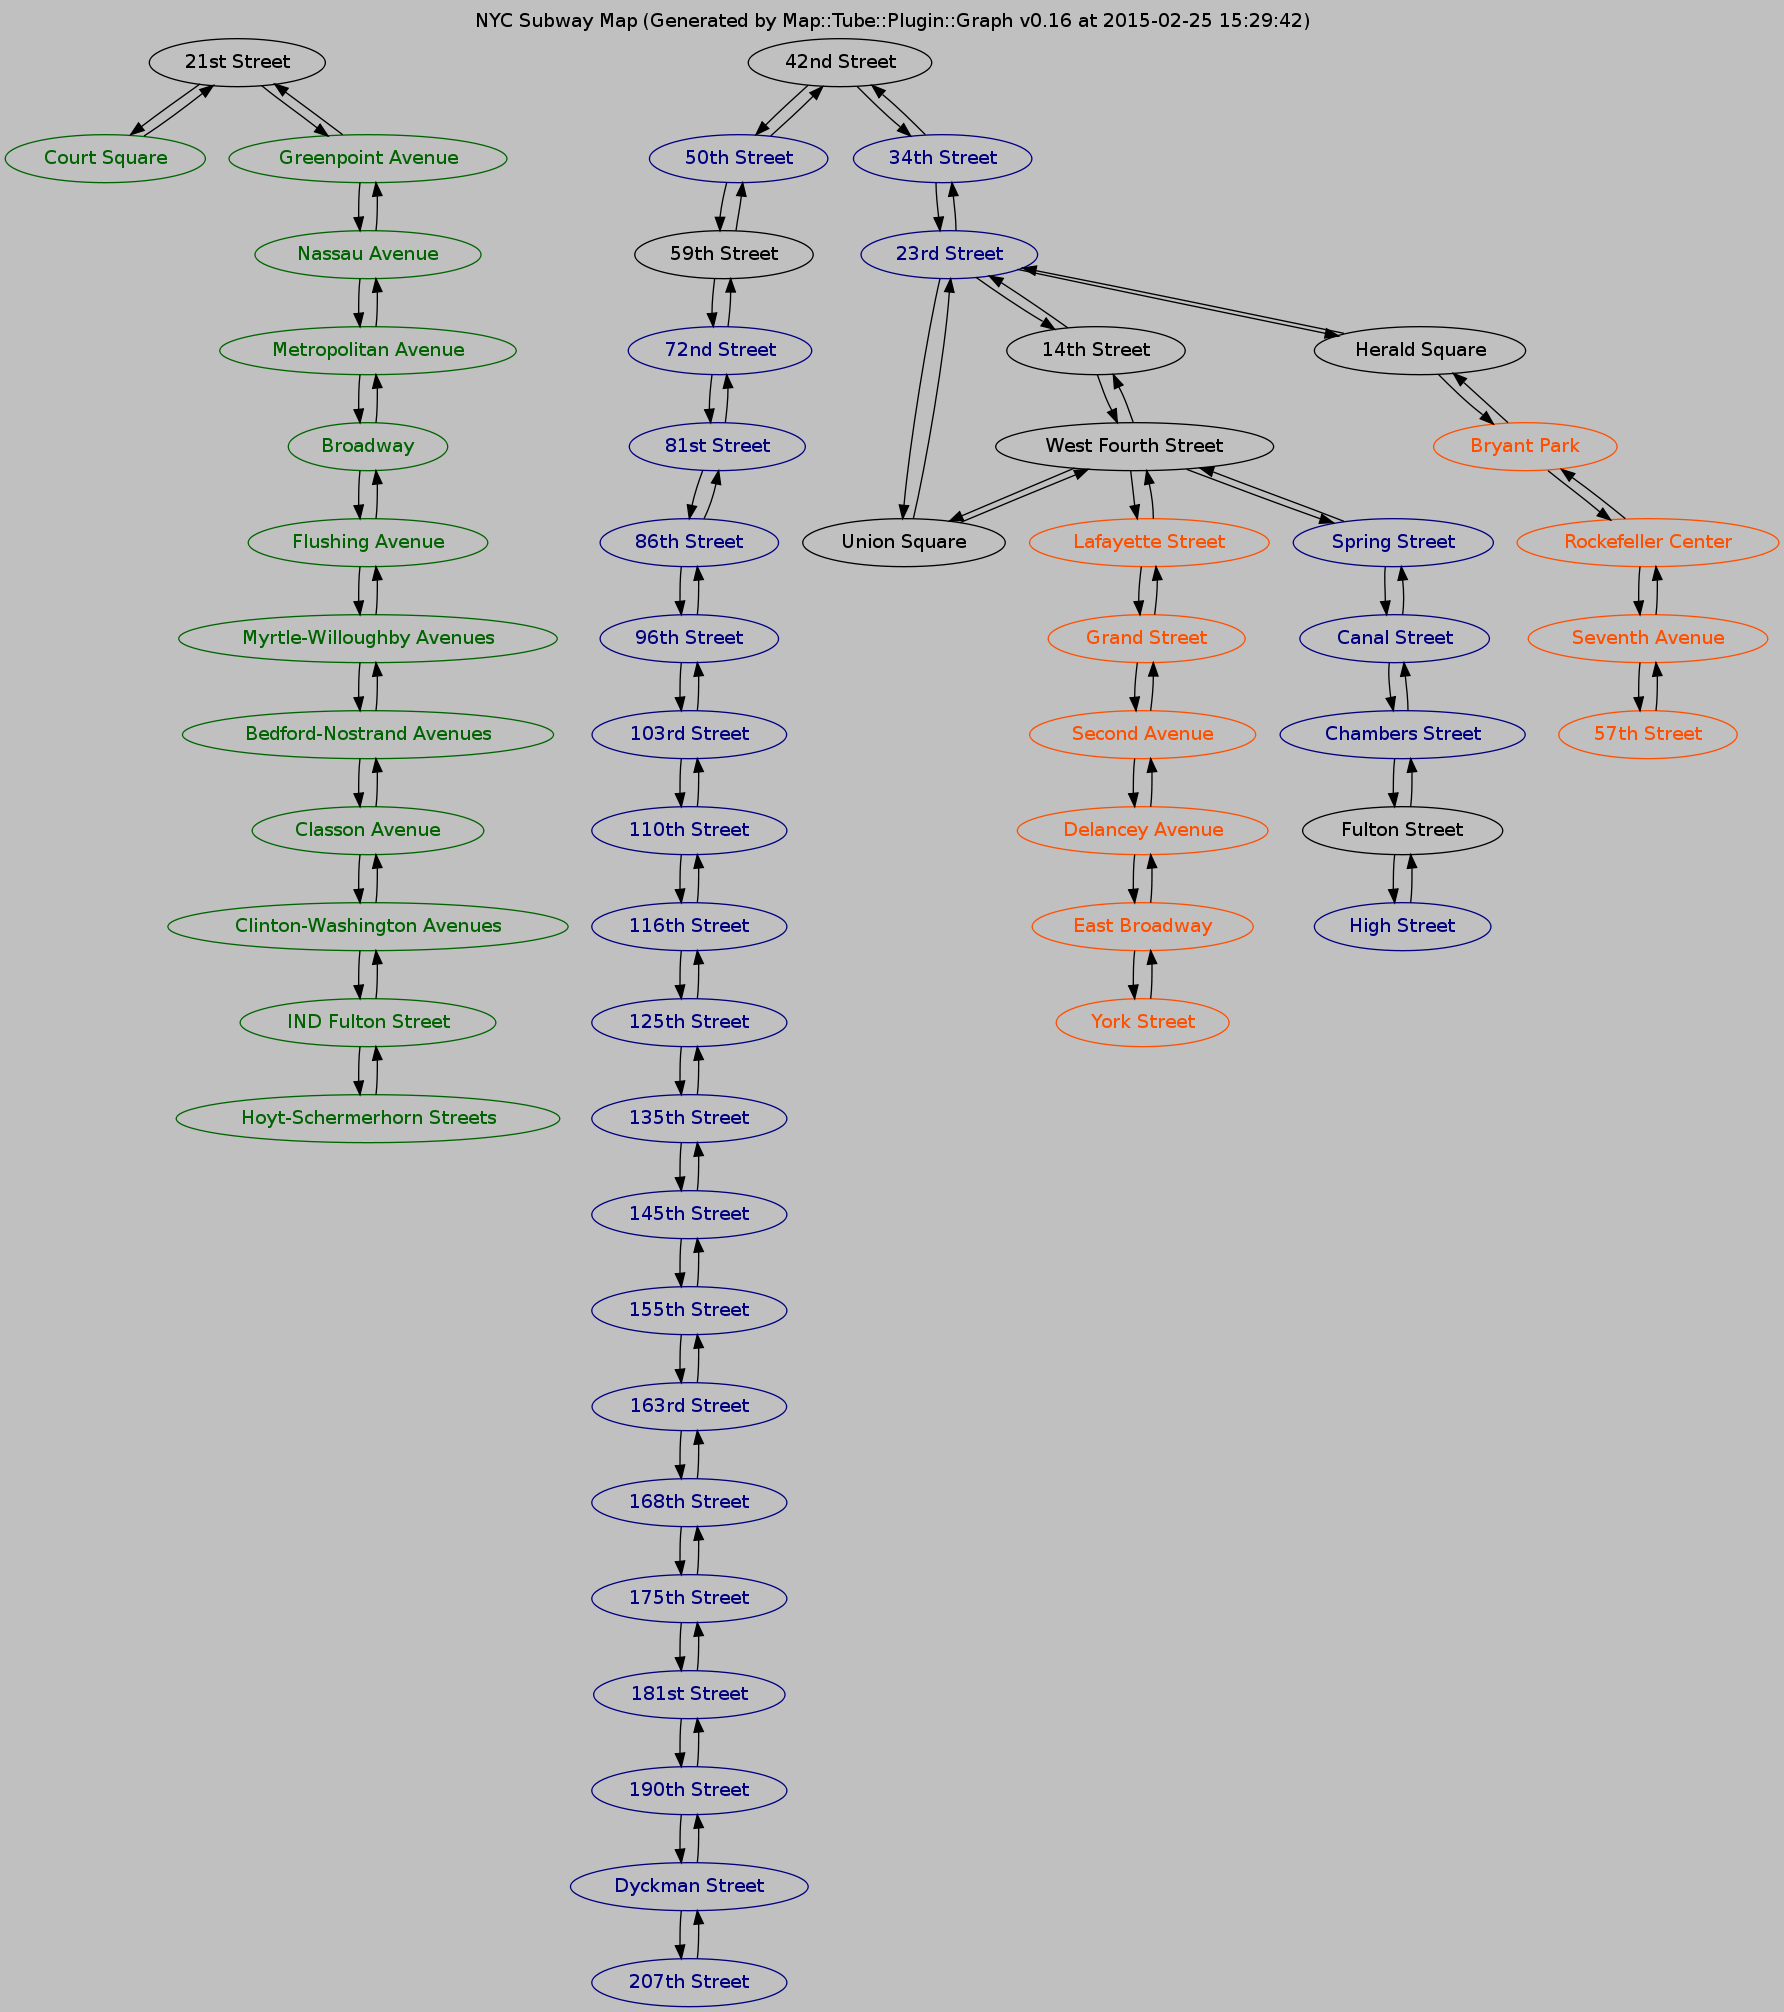 NYC Subway Map (Generated by Map::Tube::Plugin::Graph v0.16 at 2015-02-25 15:29:42)
21st Street
42nd Street
Court Square
Greenpoint Avenue
50th Street
34th Street
Nassau Avenue
59th Street
23rd Street
Metropolitan Avenue
72nd Street
14th Street
Herald Square
Broadway
81st Street
West Fourth Street
Bryant Park
Flushing Avenue
86th Street
Union Square
Lafayette Street
Spring Street
Rockefeller Center
Myrtle-Willoughby Avenues
96th Street
Grand Street
Canal Street
Seventh Avenue
Bedford-Nostrand Avenues
103rd Street
Second Avenue
Chambers Street
57th Street
Classon Avenue
110th Street
Delancey Avenue
Fulton Street
Clinton-Washington Avenues
116th Street
East Broadway
High Street
IND Fulton Street
125th Street
York Street
Hoyt-Schermerhorn Streets
135th Street
145th Street
155th Street
163rd Street
168th Street
175th Street
181st Street
190th Street
Dyckman Street
207th Street